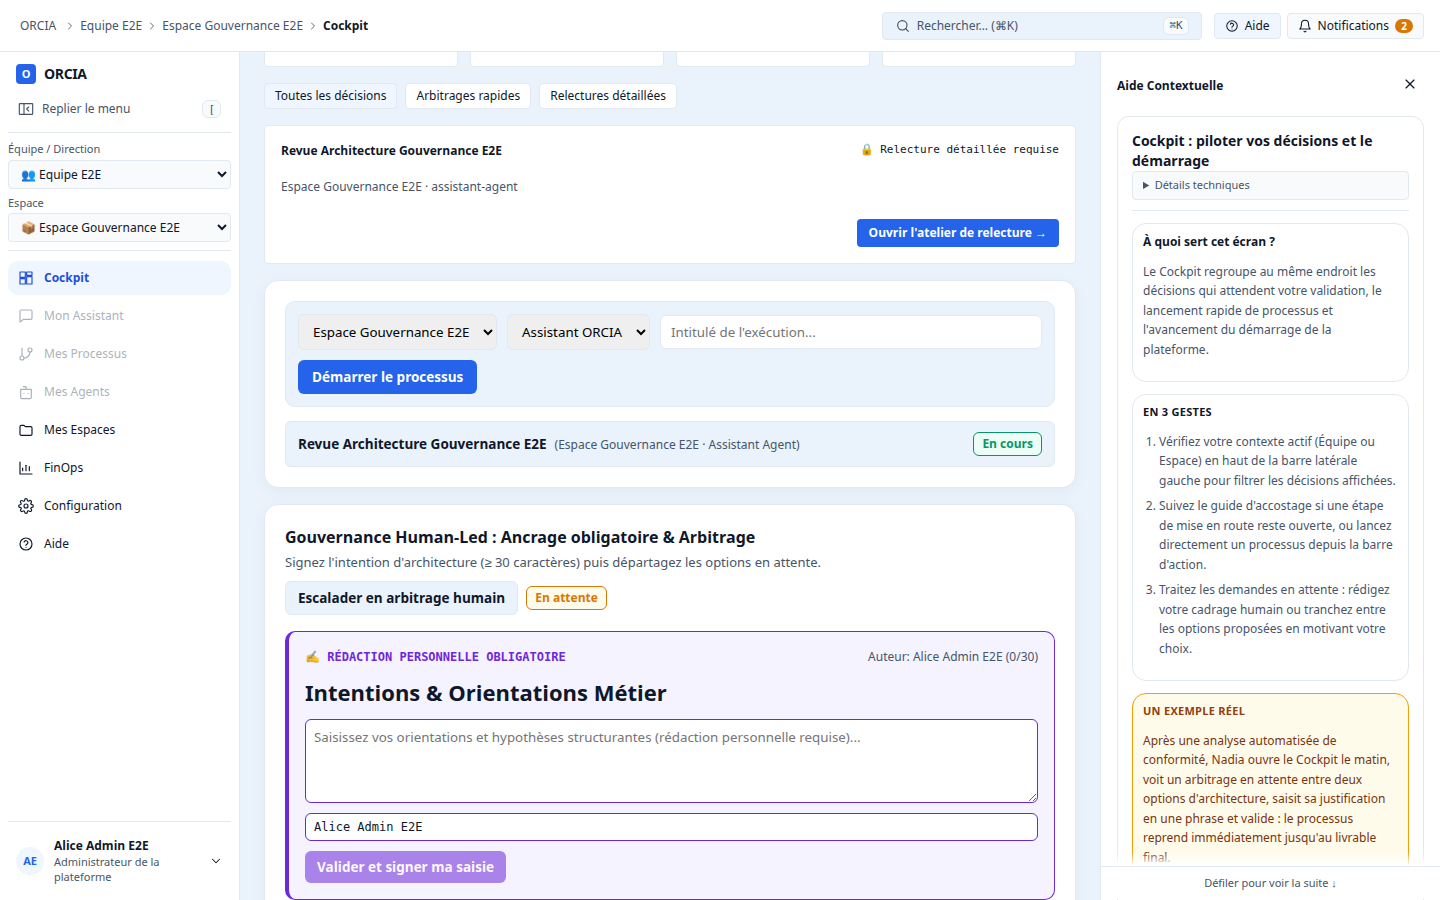 ORCIA > Equipe E2E > Espace Gouvernance E2E > Cockpit
Rechercher... (⌘K)
⌘K
Aide
Notifications 2
O ORCIA
Replier le menu [
Équipe / Direction
👥 Equipe E2E
Espace
📦 Espace Gouvernance E2E
Cockpit
Mon Assistant
Mes Processus
Mes Agents
Mes Espaces
FinOps
Configuration
Aide
AE
Alice Admin E2E
Administrateur de la
plateforme
Toutes les décisions
Arbitrages rapides
Relectures détaillées
Revue Architecture Gouvernance E2E
🔒 Relecture détaillée requise
Espace Gouvernance E2E · assistant-agent
Ouvrir l'atelier de relecture →
Espace Gouvernance E2E
Assistant ORCIA
Intitulé de l'exécution...
Démarrer le processus
Revue Architecture Gouvernance E2E (Espace Gouvernance E2E · Assistant Agent)
En cours
Gouvernance Human-Led : Ancrage obligatoire & Arbitrage
Signez l'intention d'architecture (≥ 30 caractères) puis départagez les options en attente.
Escalader en arbitrage humain
En attente
✍️ RÉDACTION PERSONNELLE OBLIGATOIRE
Auteur: Alice Admin E2E (0/30)
Intentions & Orientations Métier
Saisissez vos orientations et hypothèses structurantes (rédaction personnelle requise)...
Alice Admin E2E
Valider et signer ma saisie
Aide Contextuelle
Cockpit : piloter vos décisions et le
démarrage
▶ Détails techniques
À quoi sert cet écran ?
Le Cockpit regroupe au même endroit les
décisions qui attendent votre validation, le
lancement rapide de processus et
l'avancement du démarrage de la
plateforme.
EN 3 GESTES
1. Vérifiez votre contexte actif (Équipe ou
Espace) en haut de la barre latérale
gauche pour filtrer les décisions affichées.
2. Suivez le guide d'accostage si une étape
de mise en route reste ouverte, ou lancez
directement un processus depuis la barre
d'action.
3. Traitez les demandes en attente : rédigez
votre cadrage humain ou tranchez entre
les options proposées en motivant votre
choix.
UN EXEMPLE RÉEL
Après une analyse automatisée de
conformité, Nadia ouvre le Cockpit le matin,
voit un arbitrage en attente entre deux
options d'architecture, saisit sa justification
en une phrase et valide : le processus
reprend immédiatement jusqu'au livrable
final.
Défiler pour voir la suite ↓